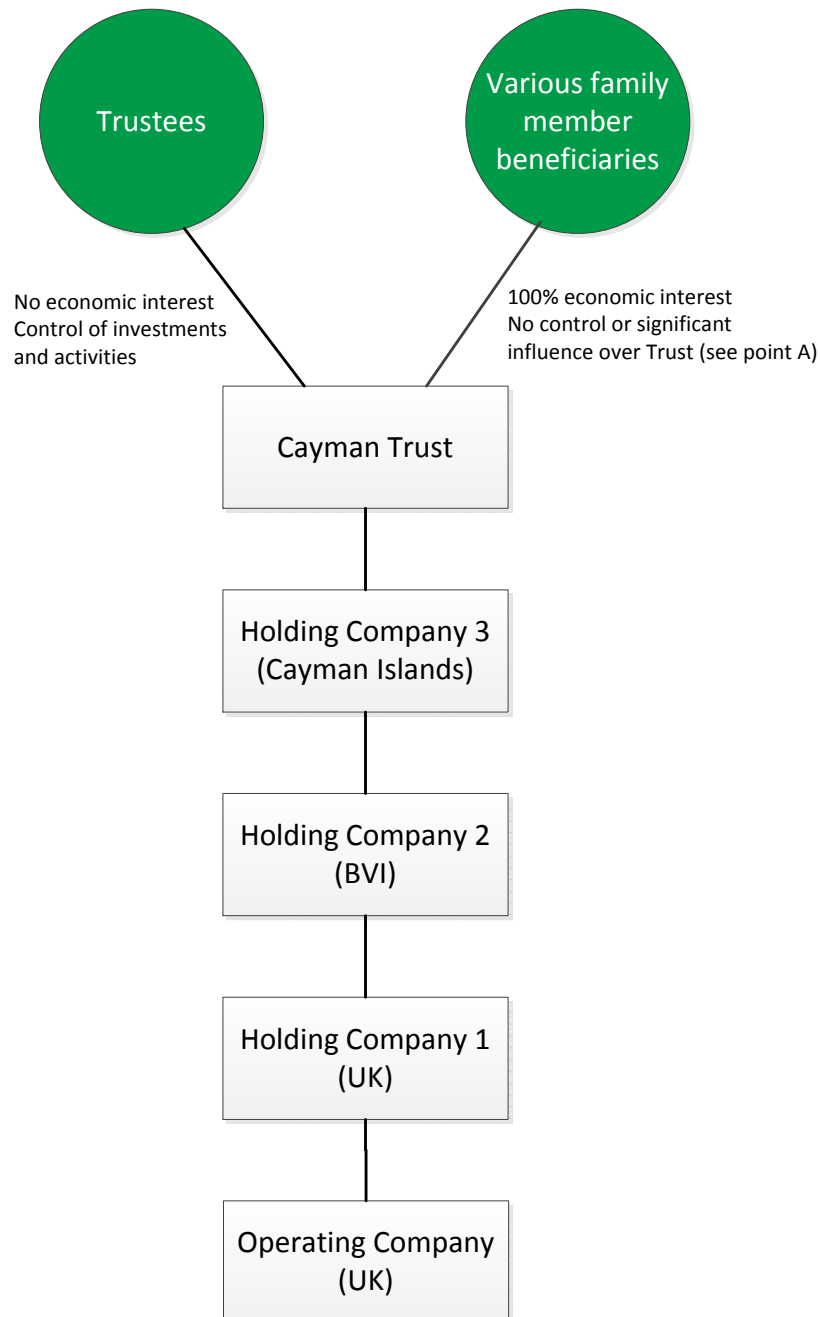 Trustees
Various family
member
beneficiaries
No economic interest
Control of investments
and activities
100% economic interest
No control or significant
influence over Trust (see point A)
Cayman Trust
Holding Company 3
(Cayman Islands)
Holding Company 2
(BVI)
Holding Company 1
(UK)
Operating Company
(UK)